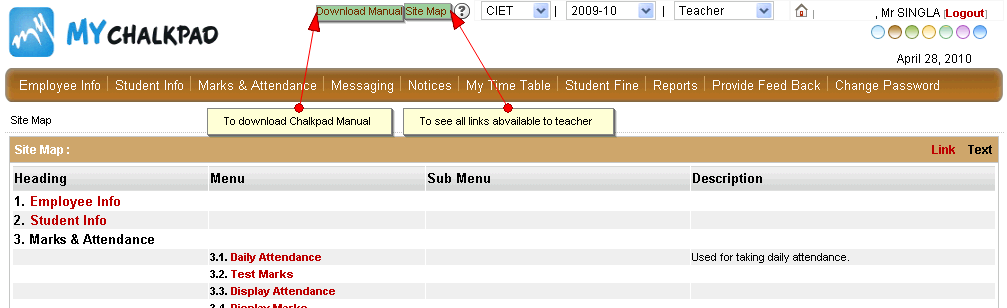 Download Manual Site Map ? CIET | 2009-10 | Teacher | , Mr SINGLA [Logout]
MYCHALKPAD
April 28, 2010
Employee Info | Student Info | Marks & Attendance | Messaging | Notices | My Time Table | Student Fine | Reports | Provide Feed Back | Change Password
Site Map
To download Chalkpad Manual
To see all links abvailable to teacher
Site Map : Link Text
Heading Menu Sub Menu Description
1. Employee Info
2. Student Info
3. Marks & Attendance
3.1. Daily Attendance Used for taking daily attendance.
3.2. Test Marks
3.3. Display Attendance
3.4. Display Marks